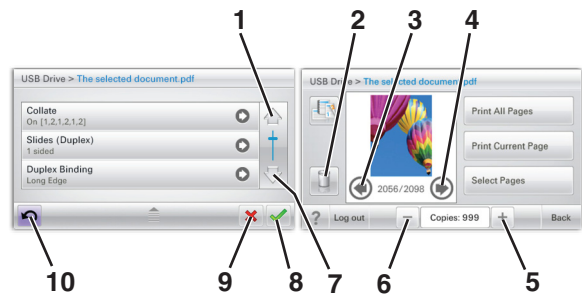 1 2 3 4
USB Drive > The selected document.pdf
Collate
On [1,2,1,2,1,2]
Slides (Duplex)
1 sided
Duplex Binding
Long Edge
10 9 8 7
USB Drive > The selected document.pdf
Print All Pages
Print Current Page
Select Pages
2056/2098
? Log out − Copies: 999 + Back
6 5